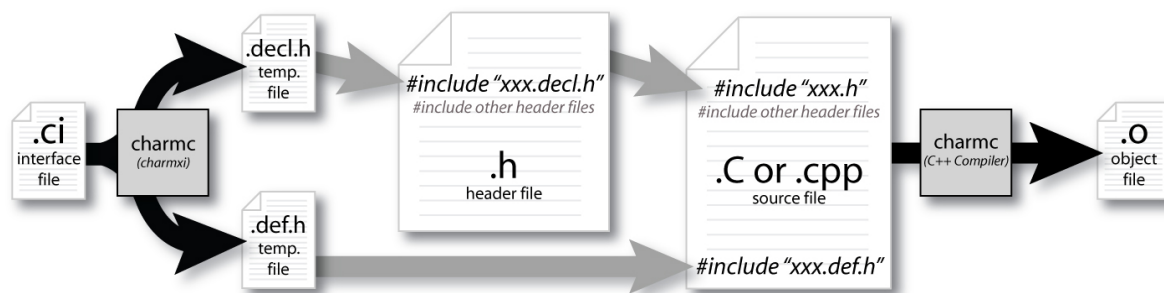 .ci
interface
file
charmc
(charmxi)
.decl.h
temp.
file
.def.h
temp.
file
#include “xxx.decl.h”
#include other header files
.h
header file
#include “xxx.h”
#include other header files
.C or .cpp
source file
#include “xxx.def.h”
charmc
(C++ Compiler)
.o
object
file